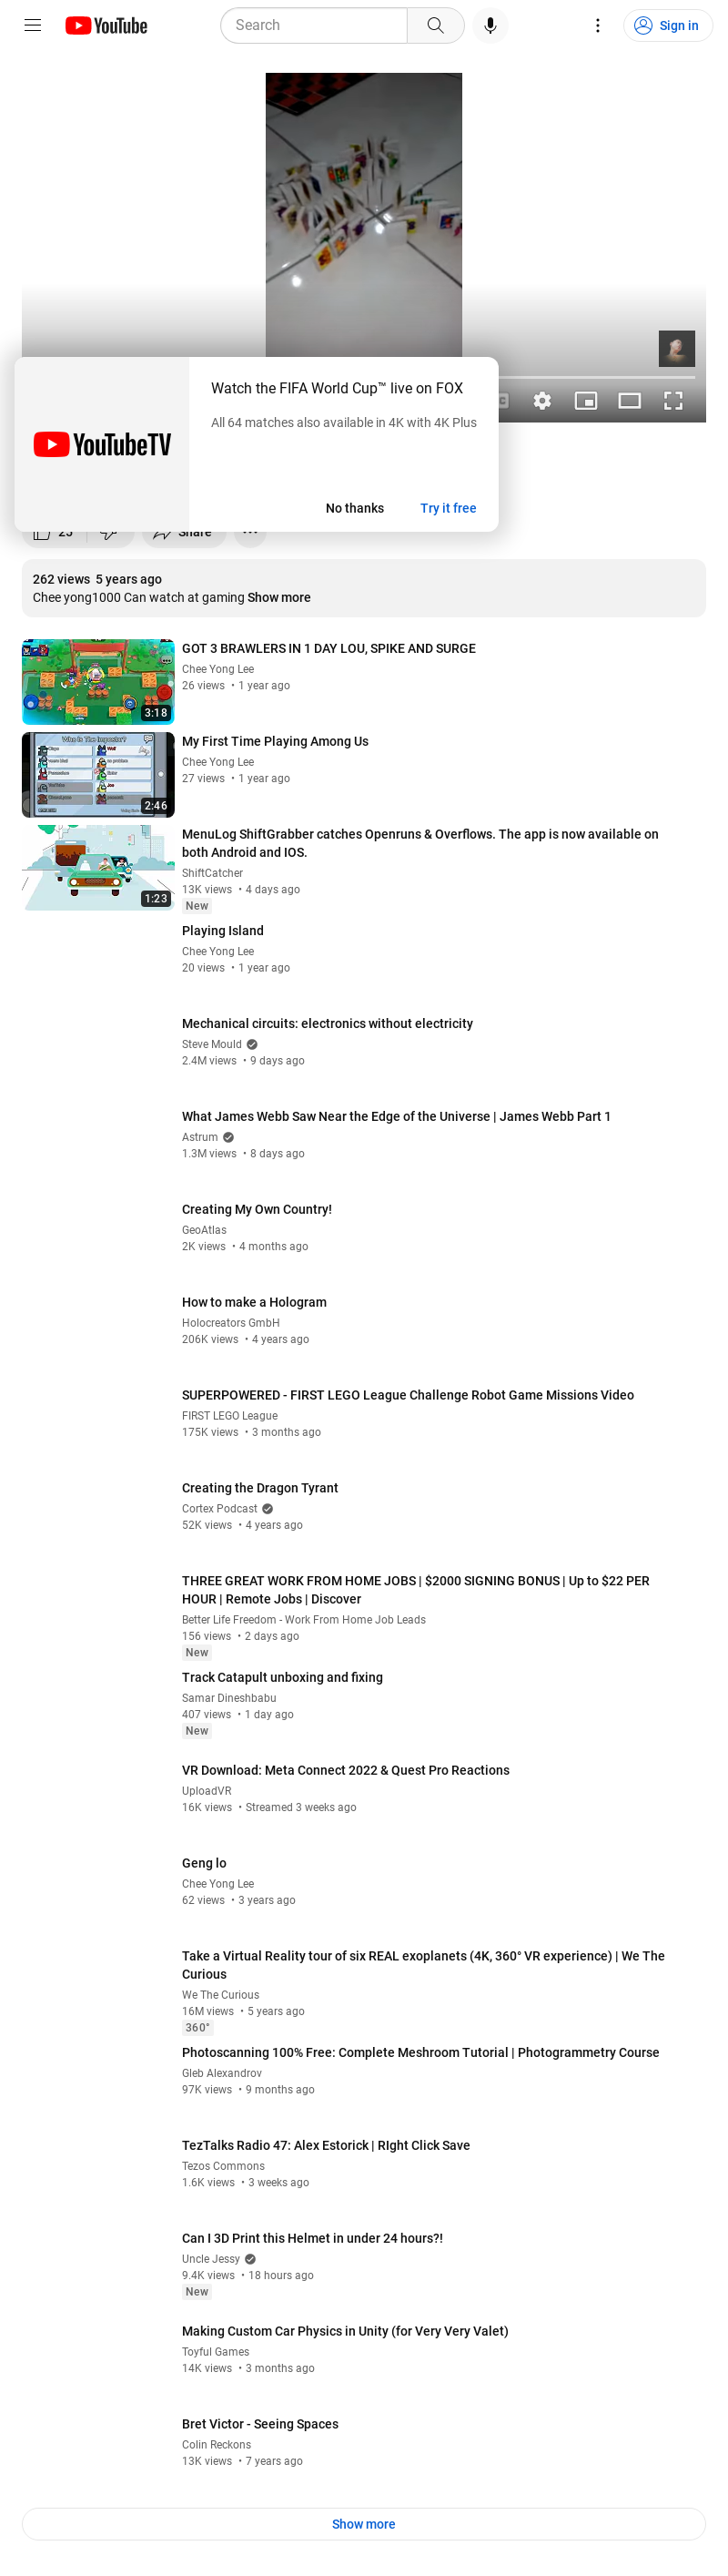 YouTube
Search
Sign in
Watch the FIFA World Cup™ live on FOX
All 64 matches also available in 4K with 4K Plus
YouTubeTV
No thanks
Try it free
25
Share
262 views 5 years ago
Chee yong1000 Can watch at gaming Show more
GOT 3 BRAWLERS IN 1 DAY LOU, SPIKE AND SURGE
Chee Yong Lee
26 views • 1 year ago
3:18
Who Is The Impostor?
My First Time Playing Among Us
Chee Yong Lee
27 views • 1 year ago
2:46
MenuLog ShiftGrabber catches Openruns & Overflows. The app is now available on
both Android and IOS.
ShiftCatcher
13K views • 4 days ago
1:23
New
Playing Island
Chee Yong Lee
20 views • 1 year ago
Mechanical circuits: electronics without electricity
Steve Mould
2.4M views • 9 days ago
What James Webb Saw Near the Edge of the Universe | James Webb Part 1
Astrum
1.3M views • 8 days ago
Creating My Own Country!
GeoAtlas
2K views • 4 months ago
How to make a Hologram
Holocreators GmbH
206K views • 4 years ago
SUPERPOWERED - FIRST LEGO League Challenge Robot Game Missions Video
FIRST LEGO League
175K views • 3 months ago
Creating the Dragon Tyrant
Cortex Podcast
52K views • 4 years ago
THREE GREAT WORK FROM HOME JOBS | $2000 SIGNING BONUS | Up to $22 PER
HOUR | Remote Jobs | Discover
Better Life Freedom - Work From Home Job Leads
156 views • 2 days ago
New
Track Catapult unboxing and fixing
Samar Dineshbabu
407 views • 1 day ago
New
VR Download: Meta Connect 2022 & Quest Pro Reactions
UploadVR
16K views • Streamed 3 weeks ago
Geng lo
Chee Yong Lee
62 views • 3 years ago
Take a Virtual Reality tour of six REAL exoplanets (4K, 360° VR experience) | We The
Curious
We The Curious
16M views • 5 years ago
360°
Photoscanning 100% Free: Complete Meshroom Tutorial | Photogrammetry Course
Gleb Alexandrov
97K views • 9 months ago
TezTalks Radio 47: Alex Estorick | RIght Click Save
Tezos Commons
1.6K views • 3 weeks ago
Can I 3D Print this Helmet in under 24 hours?!
Uncle Jessy
9.4K views • 18 hours ago
New
Making Custom Car Physics in Unity (for Very Very Valet)
Toyful Games
14K views • 3 months ago
Bret Victor - Seeing Spaces
Colin Reckons
13K views • 7 years ago
Show more